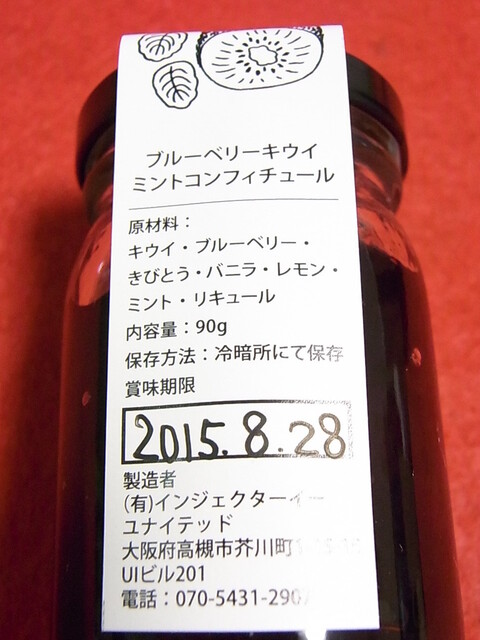 ブルーベリーキウイ
ミントコンフィチュール
原材料：
キウイ・ブルーベリー・
きびとう・バニラ・レモン・
ミント・リキュール
内容量：90g
保存方法：冷暗所にて保存
賞味期限
2015.8.28
製造者
(有)インジェクターイー
ユナイテッド
大阪府高槻市芥川町
UIビル201
電話：070-5431-2907